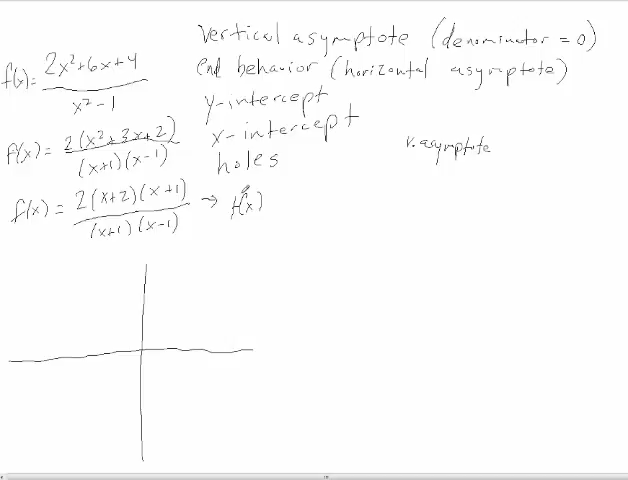 f(x) = (2x²+6x+4)/(x²-1)
f(x) = 2(x²+3x+2)/((x+1)(x-1))
f(x) = 2(x+2)(x+1)/((x+1)(x-1)) → f(x)
vertical asymptote (denominator = 0)
end behavior (horizontal asymptote)
y-intercept
x-intercept
holes
v. asymptote